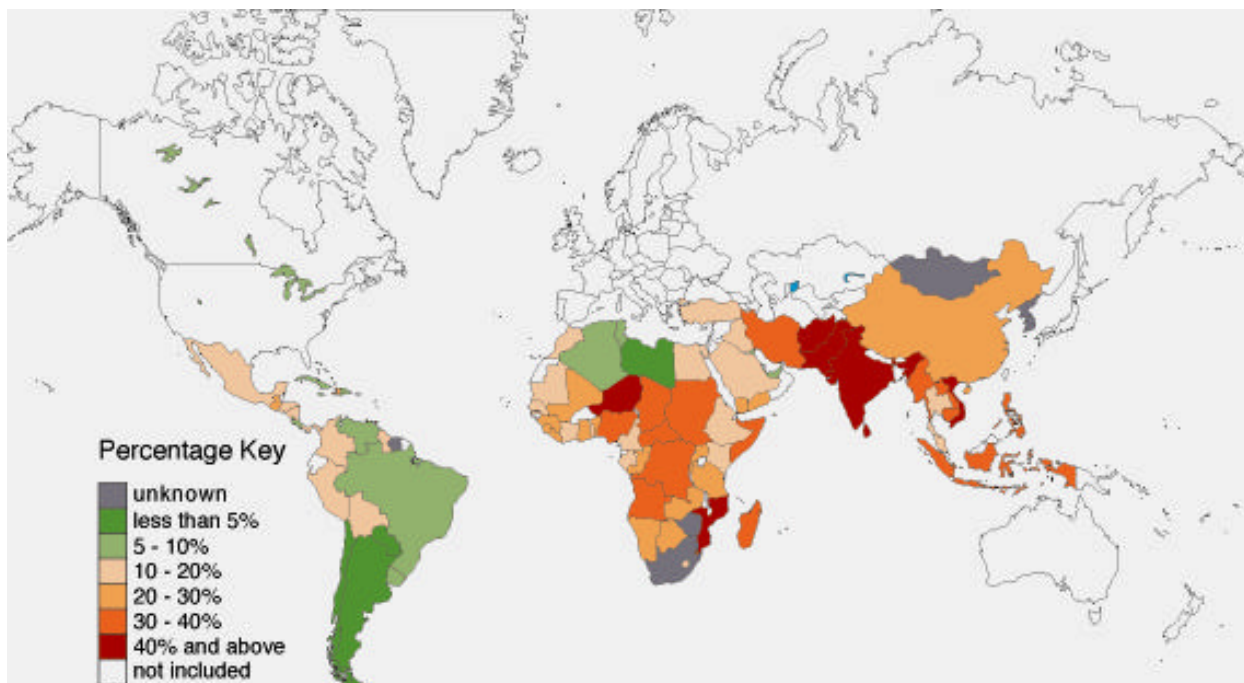 Percentage Key
unknown
less than 5%
5 - 10%
10 - 20%
20 - 30%
30 - 40%
40% and above
not included